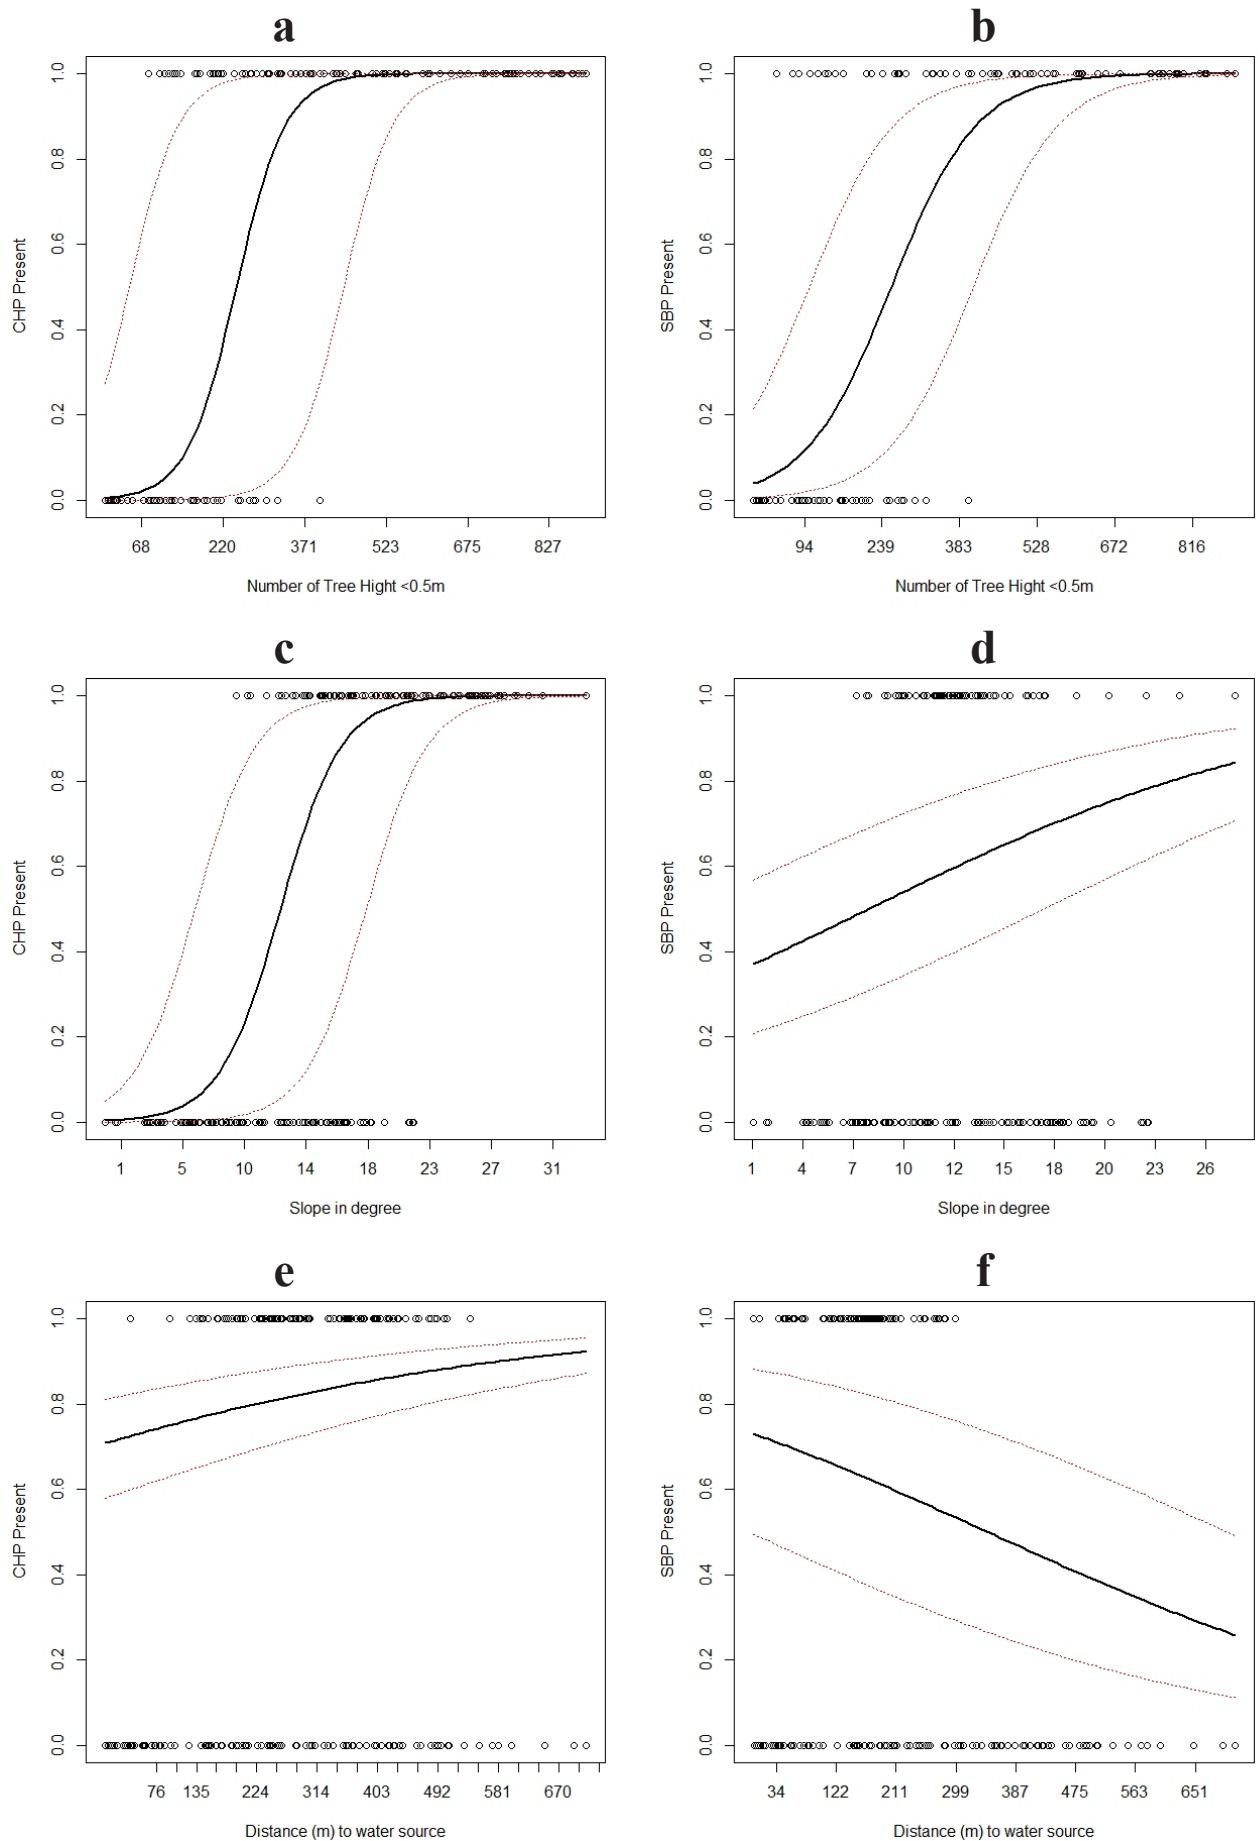 a
b
1.0
0.8
0.6
0.4
0.2
0.0
CHP Present
68 220 371 523 675 827
Number of Tree Hight <0.5m
1.0
0.8
0.6
0.4
0.2
0.0
SBP Present
94 239 383 528 672 816
Number of Tree Hight <0.5m
c
d
1.0
0.8
0.6
0.4
0.2
0.0
CHP Present
1 5 10 14 18 23 27 31
Slope in degree
1.0
0.8
0.6
0.4
0.2
0.0
SBP Present
1 4 7 10 12 15 18 20 23 26
Slope in degree
e
f
1.0
0.8
0.6
0.4
0.2
0.0
CHP Present
76 135 224 314 403 492 581 670
Distance (m) to water source
1.0
0.8
0.6
0.4
0.2
0.0
SBP Present
34 122 211 299 387 475 563 651
Distance (m) to water source